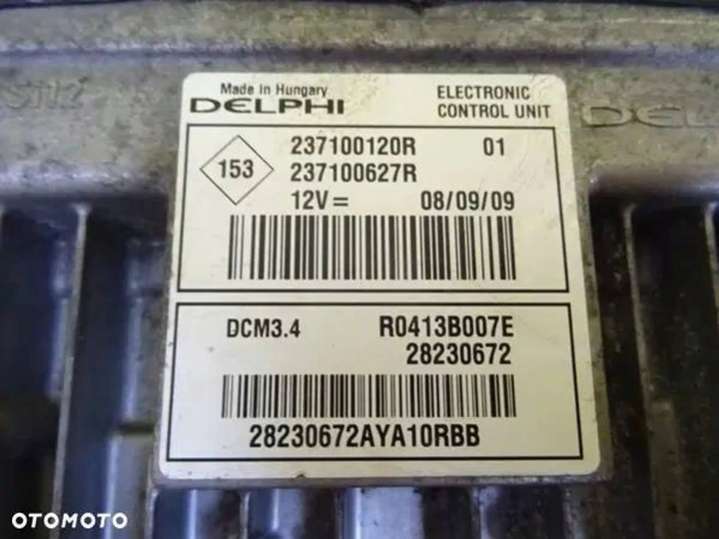 Made in Hungary
DELPHI
ELECTRONIC
CONTROL UNIT
153
237100120R 01
237100627R
12V= 08/09/09
DCM3.4 R0413B007E
28230672
28230672AYA10RBB
OTOMOTO